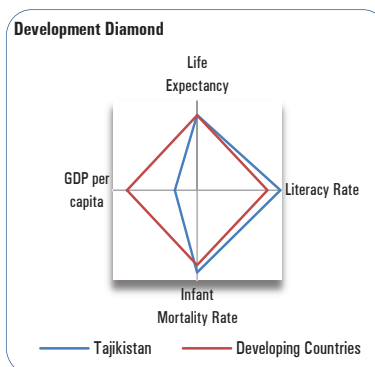 Development Diamond
Life
Expectancy
GDP per
capita
Literacy Rate
Infant
Mortality Rate
Tajikistan
Developing Countries